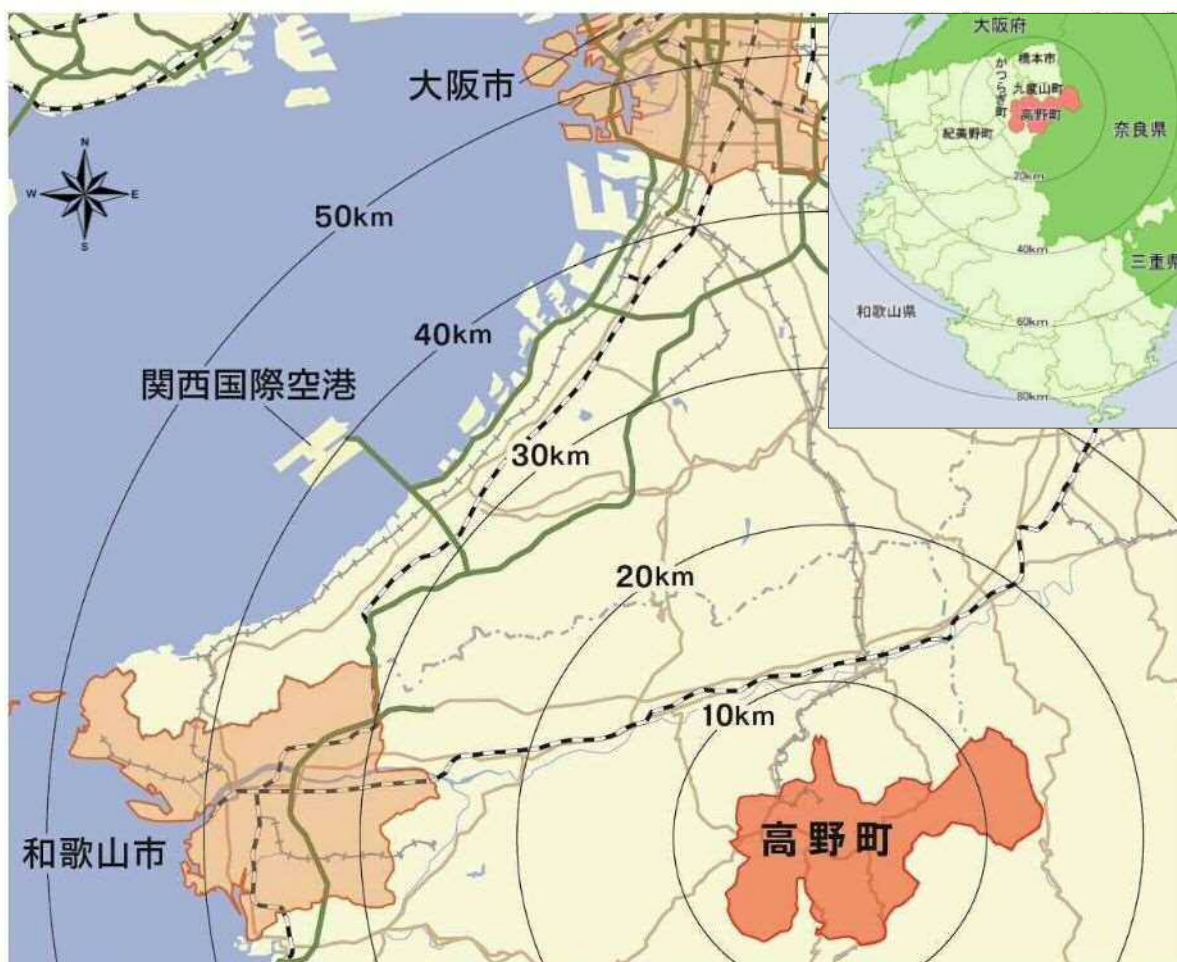 大阪市
50km
40km
関西国際空港
30km
20km
10km
和歌山市
高野町
N
W
E
S
大阪府
橋本市
かつらぎ町
九度山町
高野町
紀美野町
奈良県
20km
40km
三重県
和歌山県
60km
80km